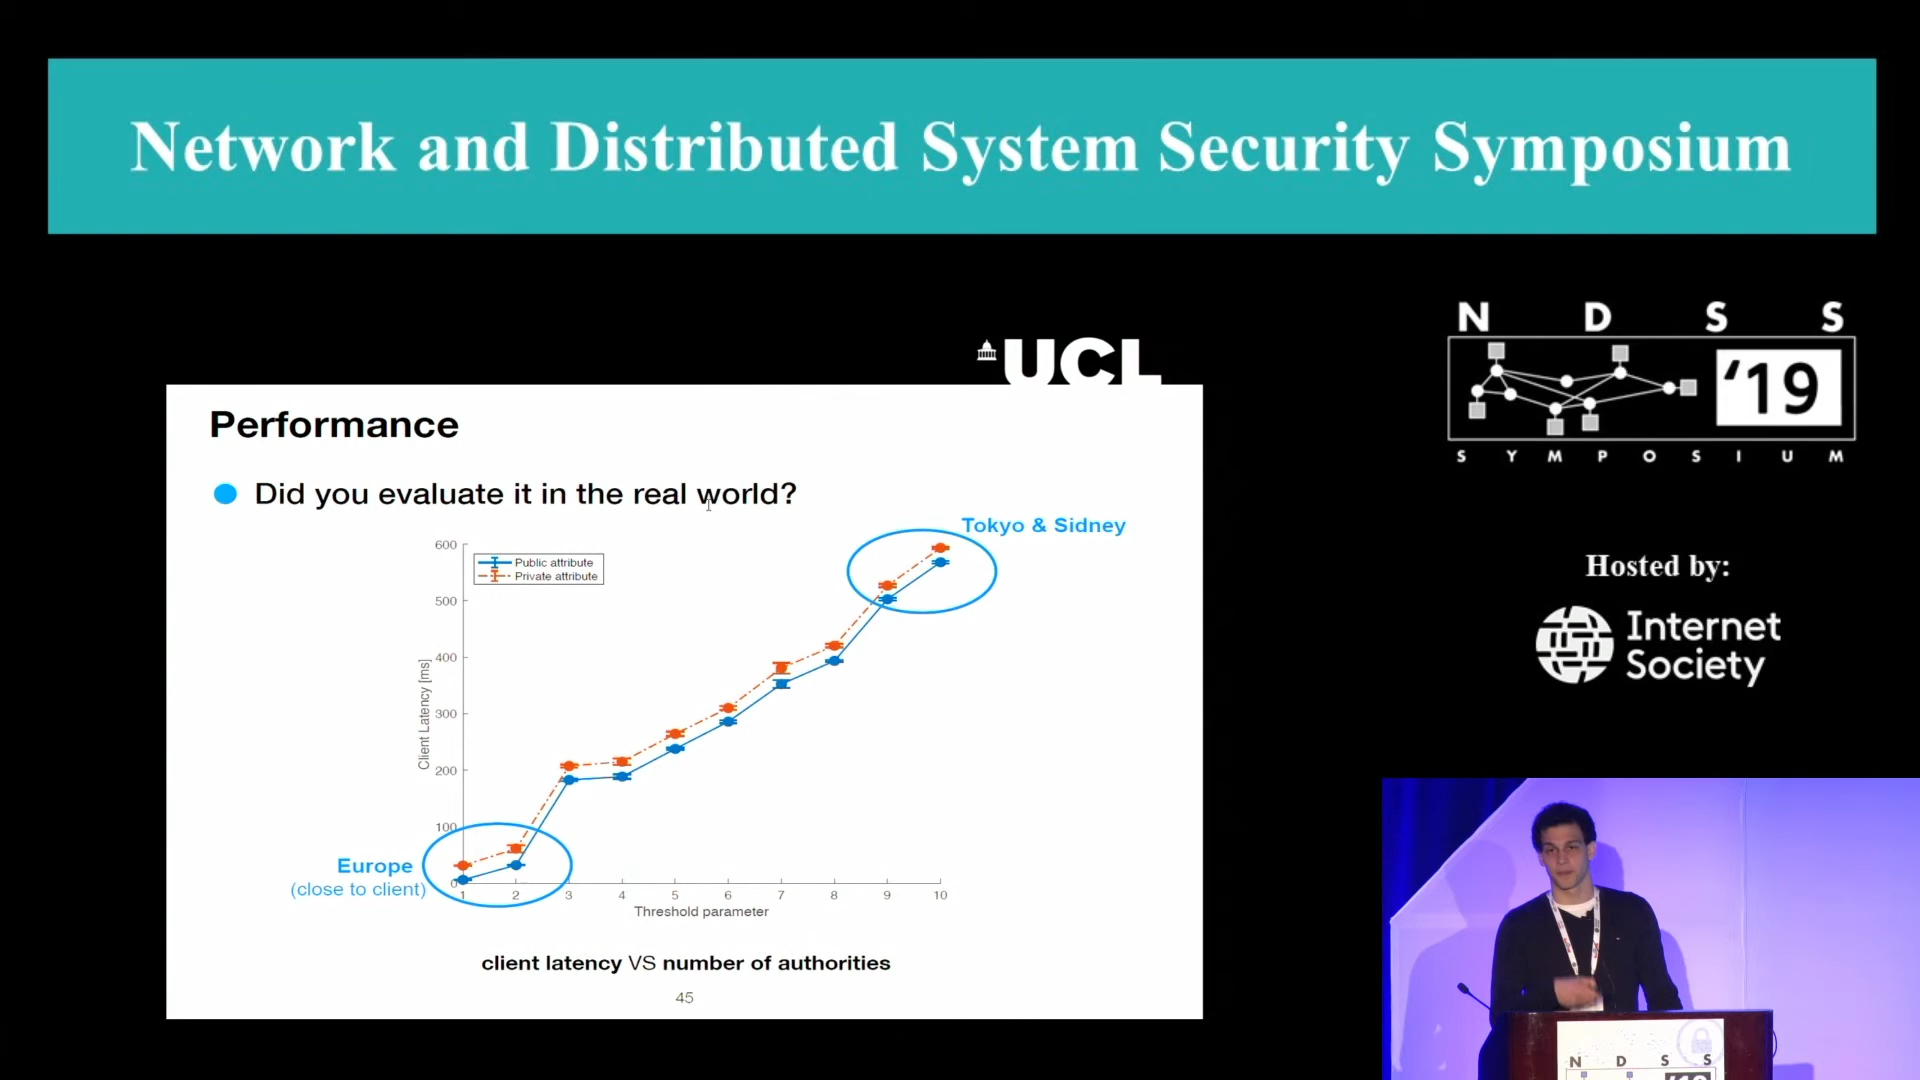 Network and Distributed System Security Symposium
UCL
N D S S
'19
S Y M P O S I U M
Performance
Did you evaluate it in the real world?
Tokyo & Sidney
600
500
400
300
200
100
0
Public attribute
Private attribute
Client Latency [ms]
Europe
(close to client)
1 2 3 4 5 6 7 8 9 10
Threshold parameter
client latency VS number of authorities
45
Hosted by:
Internet
Society
N D S S
'19